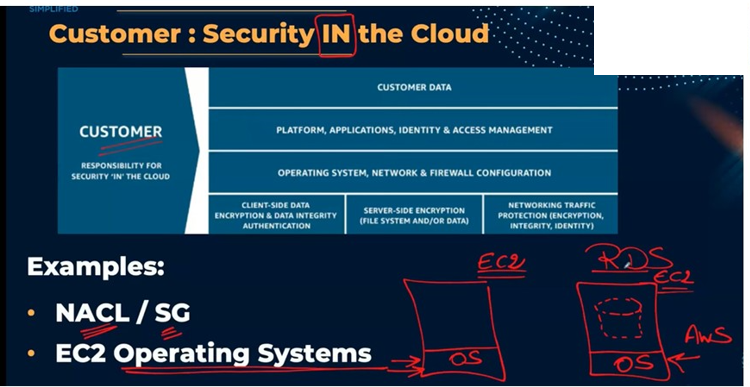 SIMPLIFIED
Customer : Security IN the Cloud
CUSTOMER
RESPONSIBILITY FOR
SECURITY 'IN' THE CLOUD
CUSTOMER DATA
PLATFORM, APPLICATIONS, IDENTITY & ACCESS MANAGEMENT
OPERATING SYSTEM, NETWORK & FIREWALL CONFIGURATION
CLIENT-SIDE DATA
ENCRYPTION & DATA INTEGRITY
AUTHENTICATION
SERVER-SIDE ENCRYPTION
(FILE SYSTEM AND/OR DATA)
NETWORKING TRAFFIC
PROTECTION (ENCRYPTION,
INTEGRITY, IDENTITY)
Examples:
• NACL / SG
• EC2 Operating Systems
EC2
OS
RDS
EC2
OS
AWS